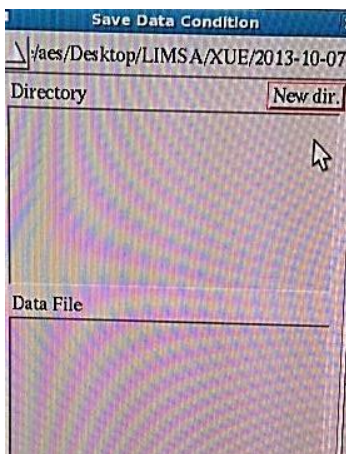 Save Data Condition
:/aes/Desktop/LIMSA/XUE/2013-10-07
Directory New dir.
Data File